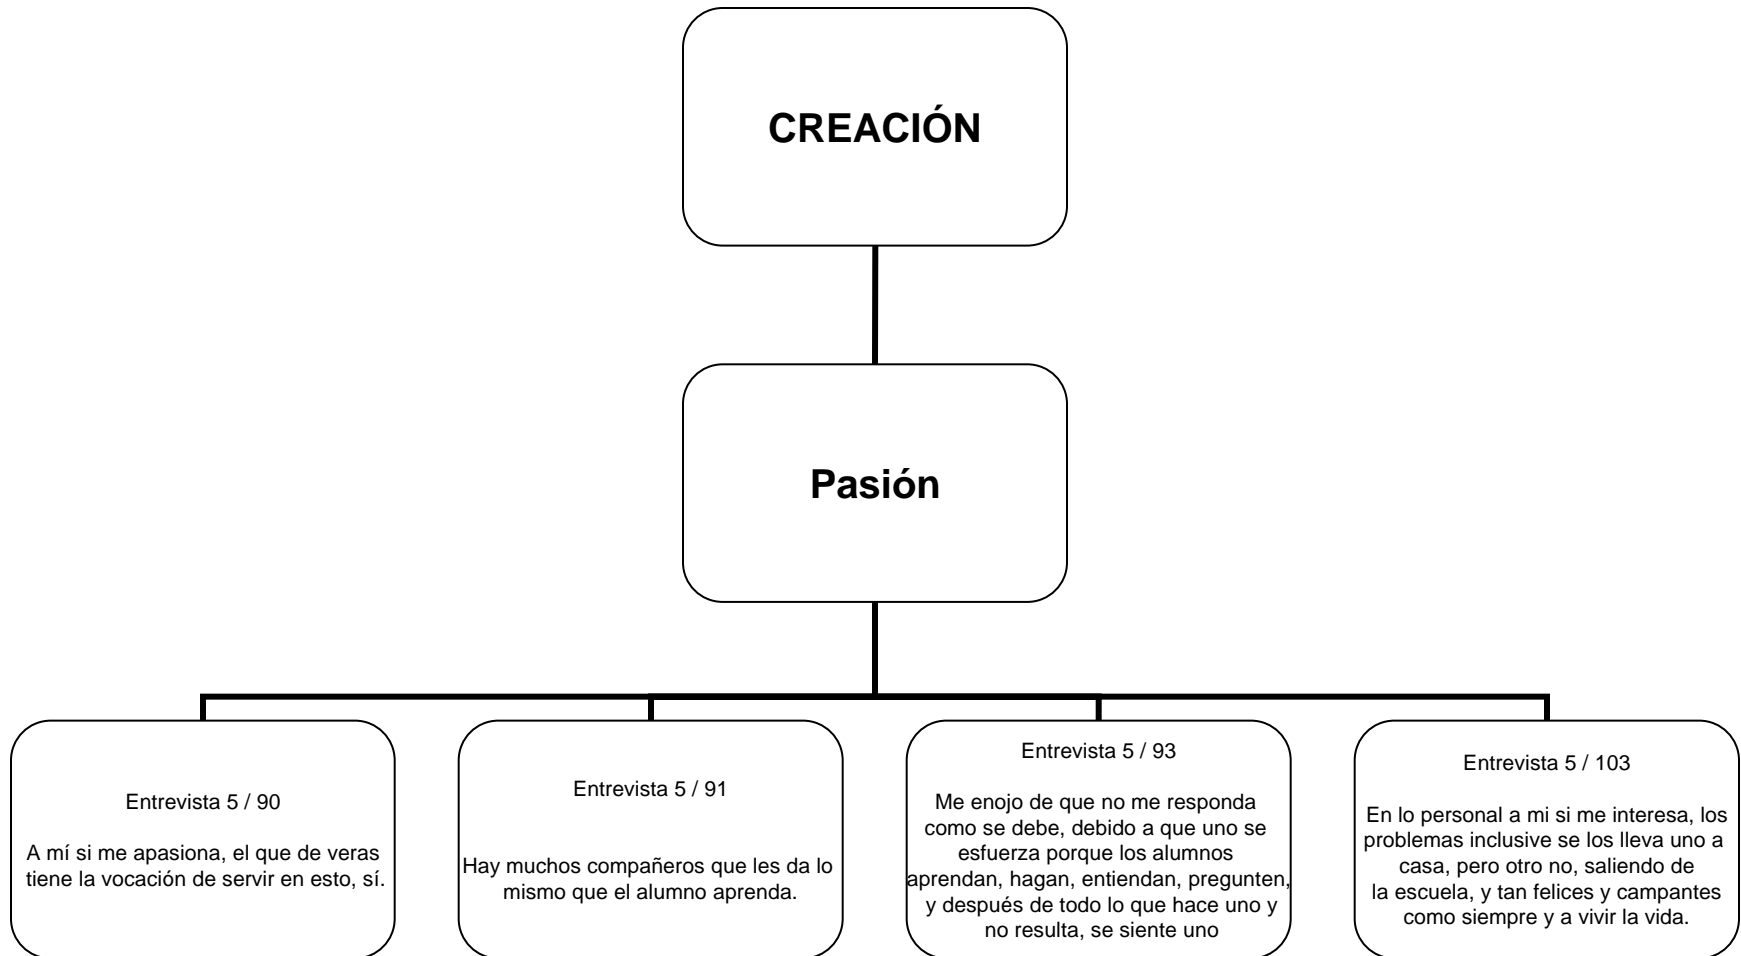 CREACIÓN
Pasión
Entrevista 5 / 90
A mí si me apasiona, el que de veras
tiene la vocación de servir en esto, sí.
Entrevista 5 / 91
Hay muchos compañeros que les da lo
mismo que el alumno aprenda.
Entrevista 5 / 93
Me enojo de que no me responda
como se debe, debido a que uno se
esfuerza porque los alumnos
aprendan, hagan, entiendan, pregunten,
y después de todo lo que hace uno y
no resulta, se siente uno
Entrevista 5 / 103
En lo personal a mi si me interesa, los
problemas inclusive se los lleva uno a
casa, pero otro no, saliendo de
la escuela, y tan felices y campantes
como siempre y a vivir la vida.